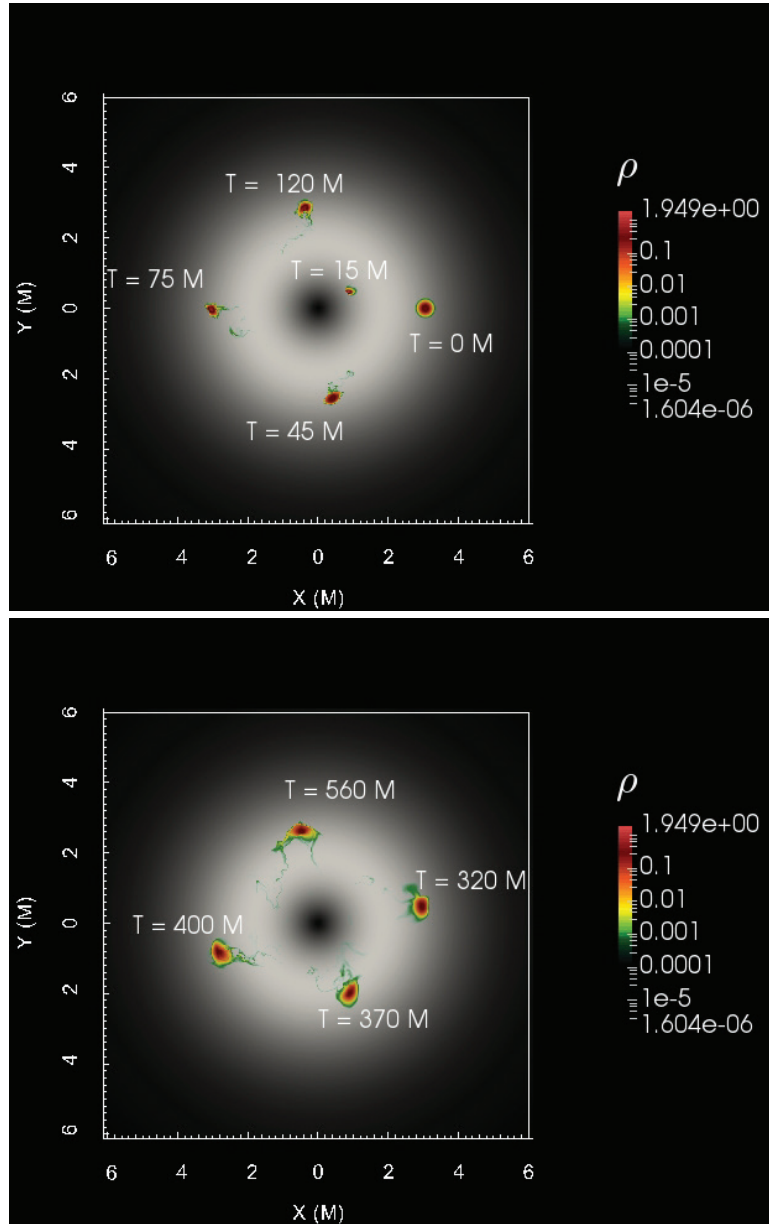 6
4
2
0
2
4
6
Y (M)
6 4 2 0 2 4 6
X (M)
T = 120 M
T = 15 M
T = 75 M
T = 0 M
T = 45 M
ρ
1.949e+00
0.1
0.01
0.001
0.0001
1e-5
1.604e-06
6
4
2
0
2
4
6
Y (M)
6 4 2 0 2 4 6
X (M)
T = 560 M
T = 320 M
T = 400 M
T = 370 M
ρ
1.949e+00
0.1
0.01
0.001
0.0001
1e-5
1.604e-06